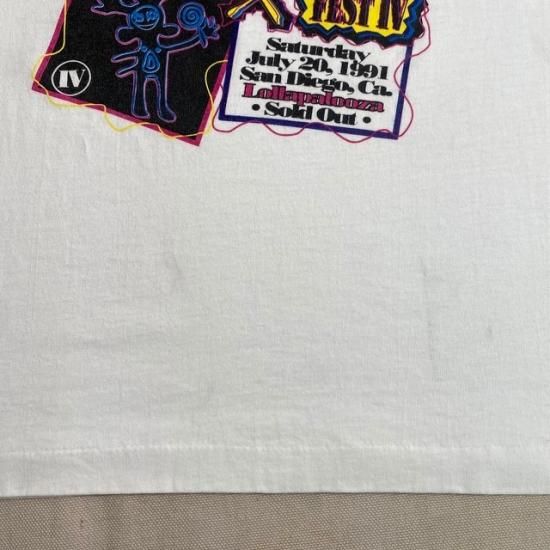 FEST IV
Saturday
July 20, 1991
San Diego, Ca.
Lollapalooza
• Sold Out •
IV